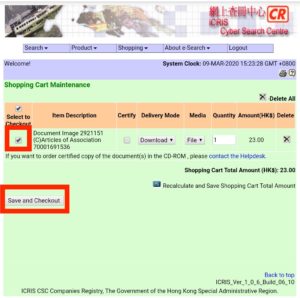 網上查冊中心
ICRIS
Cyber Search Centre
CR
Search Product Shopping About e-Search Logout
Welcome! System Clock: 09-MAR-2020 15:23:28 GMT+0800
Shopping Cart Maintenance
Delete All
Select to Checkout Item Description Certify Delivery Mode Media Quantity Amount(HK$) Delete
Document Image 2921151
(C)Articles of Association
70001691536 Download File 1 23.00
If you want to order certified copy of the document(s) in the CD-ROM , please contact the Helpdesk.
Shopping Cart Total Amount (HK$): 23.00
Recalculate and Save Shopping Cart Total Amount
Save and Checkout
Back to top
ICRIS_Ver_1_0_6_Build_06_10
ICRIS CSC Companies Registry, The Government of the Hong Kong Special Administrative Region.